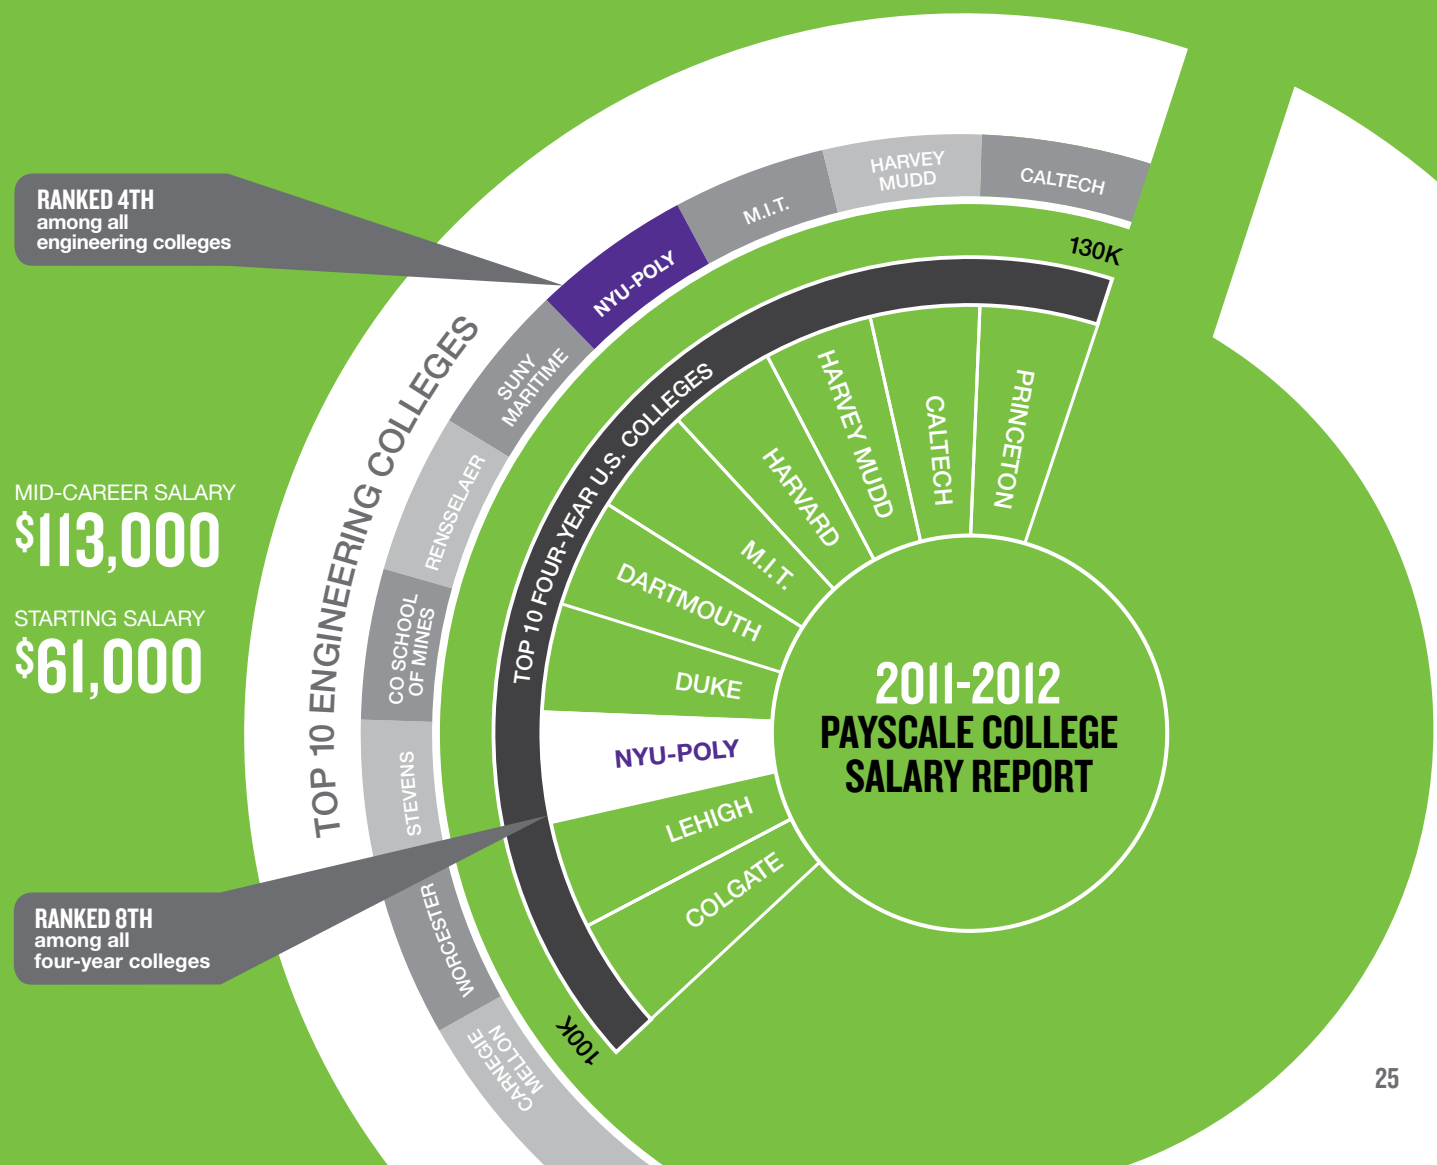 RANKED 4TH
among all
engineering colleges
MID-CAREER SALARY
$113,000
STARTING SALARY
$61,000
RANKED 8TH
among all
four-year colleges
TOP 10 ENGINEERING COLLEGES
CALTECH
HARVEY
MUDD
M.I.T.
NYU-POLY
SUNY
MARITIME
RENSSELAER
CO SCHOOL
OF MINES
STEVENS
WORCESTER
CARNEGIE
MELLON
130K
100K
TOP 10 FOUR-YEAR U.S. COLLEGES
PRINCETON
CALTECH
HARVEY MUDD
HARVARD
M.I.T.
DARTMOUTH
DUKE
NYU-POLY
LEHIGH
COLGATE
2011-2012
PAYSCALE COLLEGE
SALARY REPORT
25